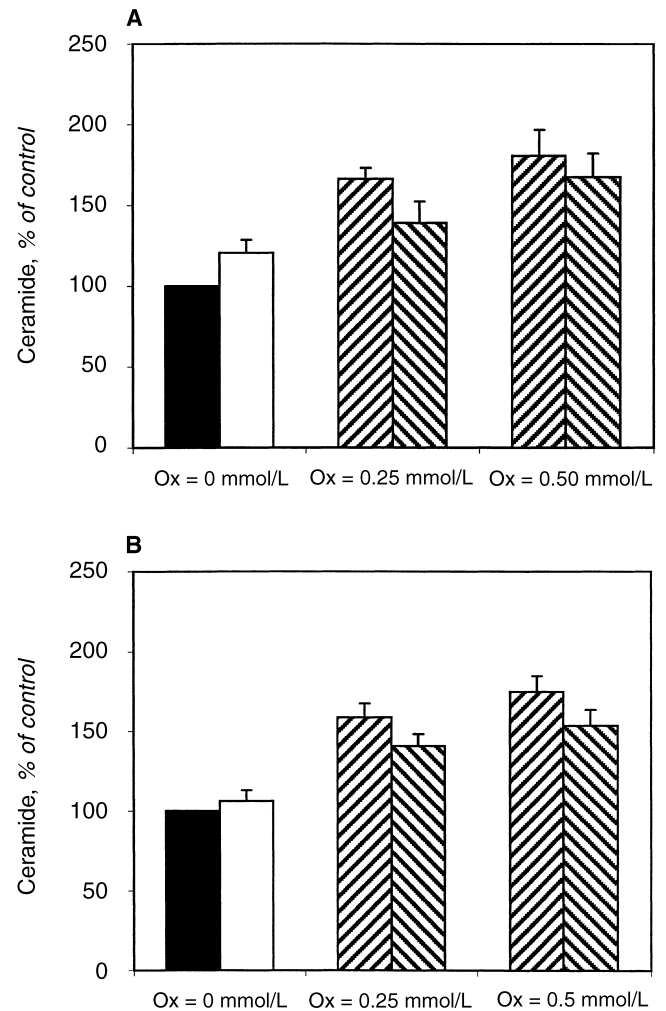 A
250
200
150
100
50
0
Ceramide, % of control
Ox = 0 mmol/L Ox = 0.25 mmol/L Ox = 0.50 mmol/L
B
250
200
150
100
50
0
Ceramide, % of control
Ox = 0 mmol/L Ox = 0.25 mmol/L Ox = 0.5 mmol/L